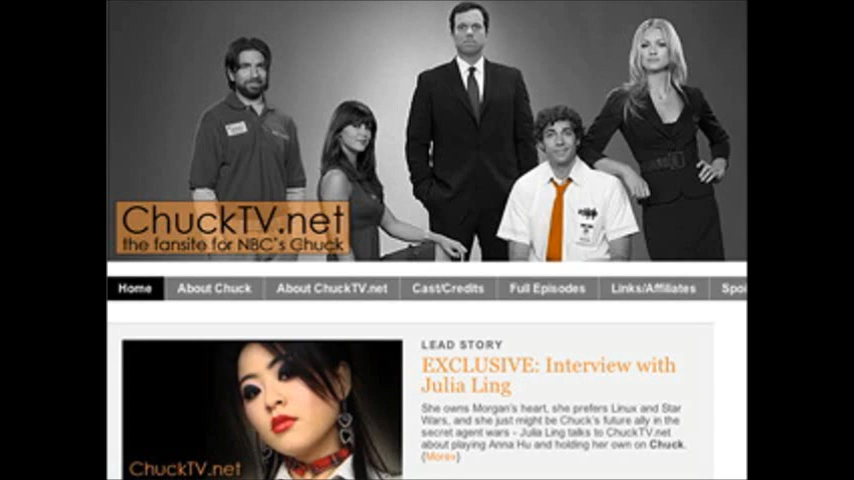 ChuckTV.net
the fansite for NBC's Chuck
Home About Chuck About ChuckTV.net Cast/Credits Full Episodes Links/Affiliates Spoi
LEAD STORY
EXCLUSIVE: Interview with
Julia Ling
She owns Morgan's heart, she prefers Linux and Star
Wars, and she just might be Chuck's future ally in the
secret agent wars - Julia Ling talks to ChuckTV.net
about playing Anna Hu and holding her own on Chuck.
{More»}
ChuckTV.net